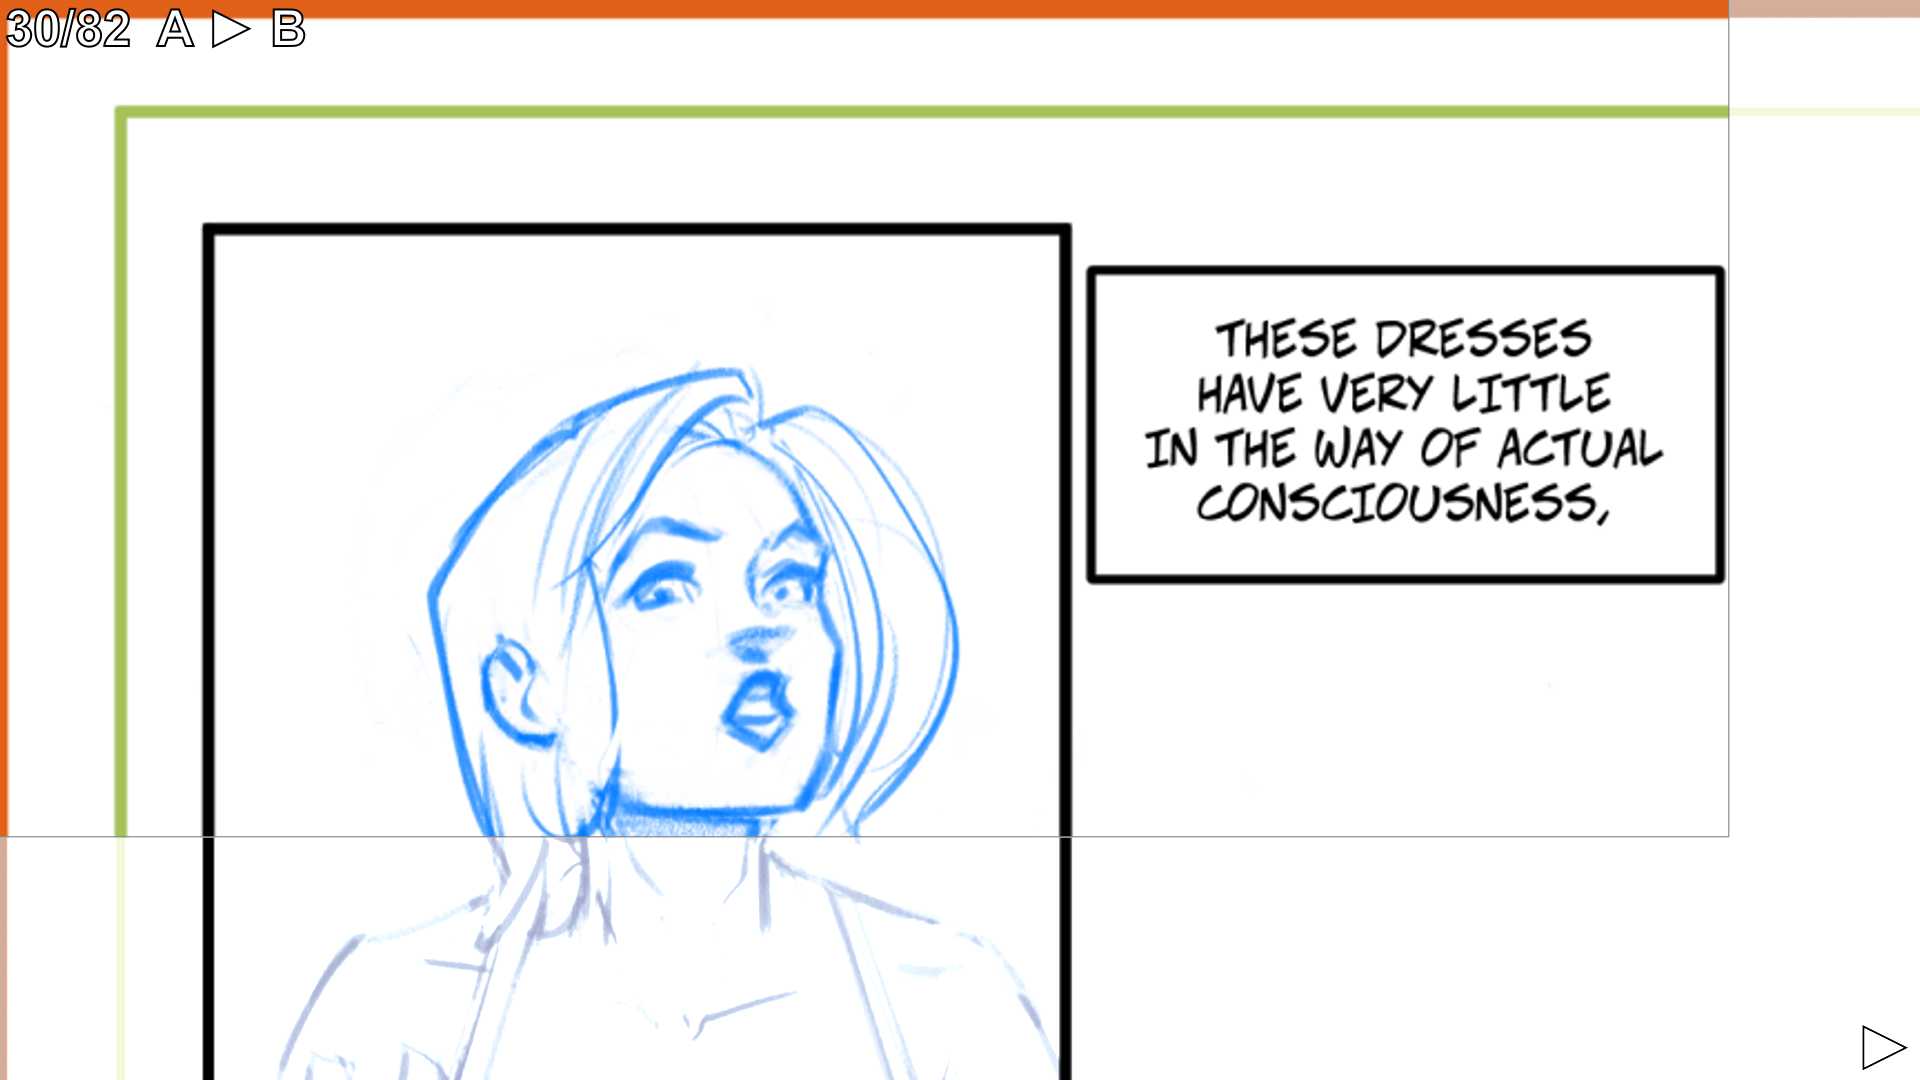 30/82 A ▷ B
THESE DRESSES
HAVE VERY LITTLE
IN THE WAY OF ACTUAL
CONSCIOUSNESS,